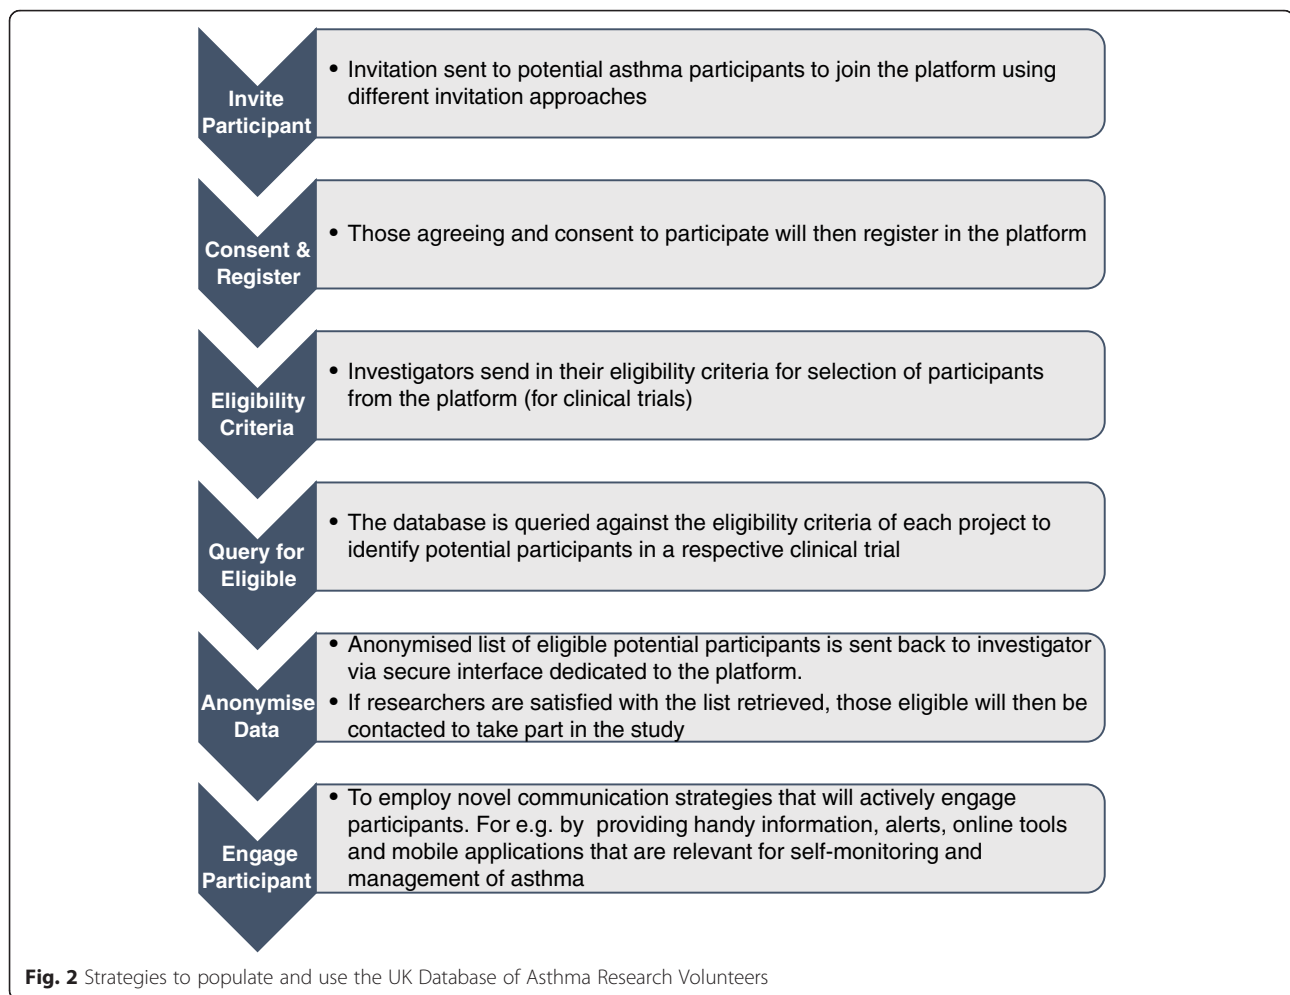 Invite
Participant
• Invitation sent to potential asthma participants to join the platform using
different invitation approaches
Consent &
Register
• Those agreeing and consent to participate will then register in the platform
Eligibility
Criteria
• Investigators send in their eligibility criteria for selection of participants
from the platform (for clinical trials)
Query for
Eligible
• The database is queried against the eligibility criteria of each project to
identify potential participants in a respective clinical trial
Anonymise
Data
• Anonymised list of eligible potential participants is sent back to investigator
via secure interface dedicated to the platform.
• If researchers are satisfied with the list retrieved, those eligible will then be
contacted to take part in the study
Engage
Participant
• To employ novel communication strategies that will actively engage
participants. For e.g. by providing handy information, alerts, online tools
and mobile applications that are relevant for self-monitoring and
management of asthma
Fig. 2 Strategies to populate and use the UK Database of Asthma Research Volunteers